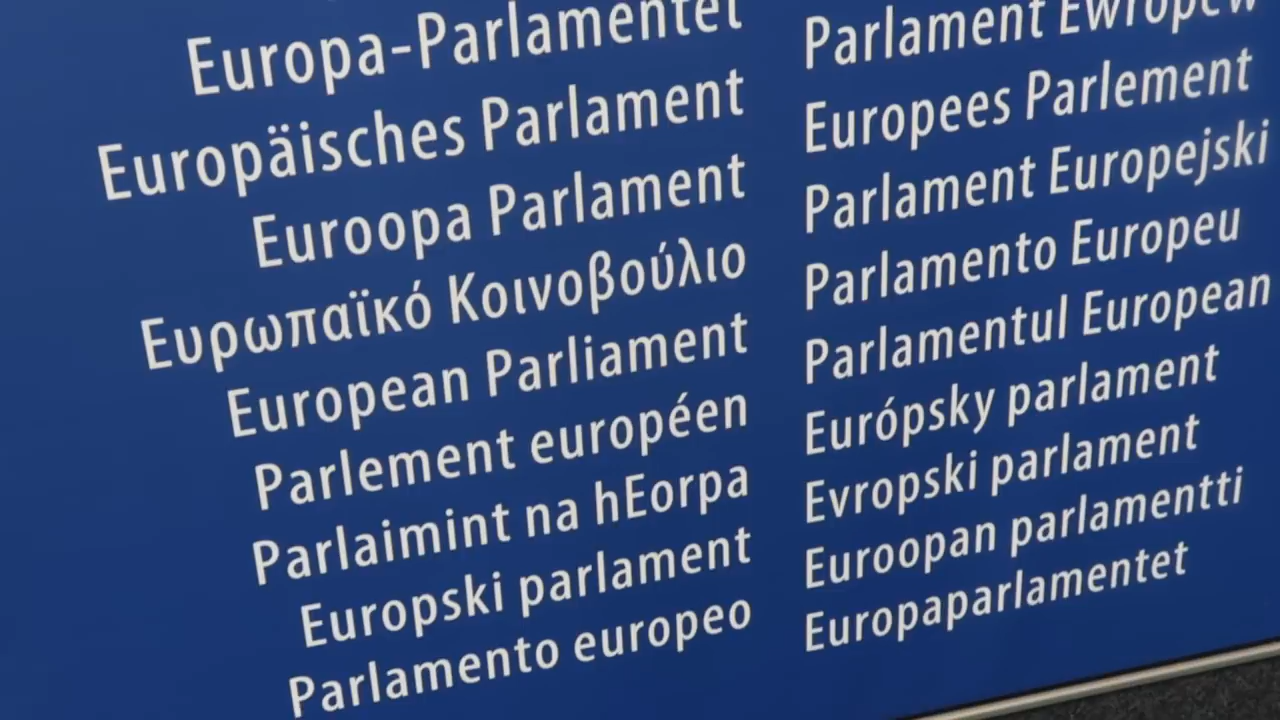 Europa-Parlamentet
Europäisches Parlament
Euroopa Parlament
Ευρωπαϊκό Κοινοβούλιο
European Parliament
Parlement européen
Parlaimint na hEorpa
Europski parlament
Parlamento europeo
Parlament Ewropew
Europees Parlement
Parlament Europejski
Parlamento Europeu
Parlamentul European
Európsky parlament
Evropski parlament
Euroopan parlamentti
Europaparlamentet